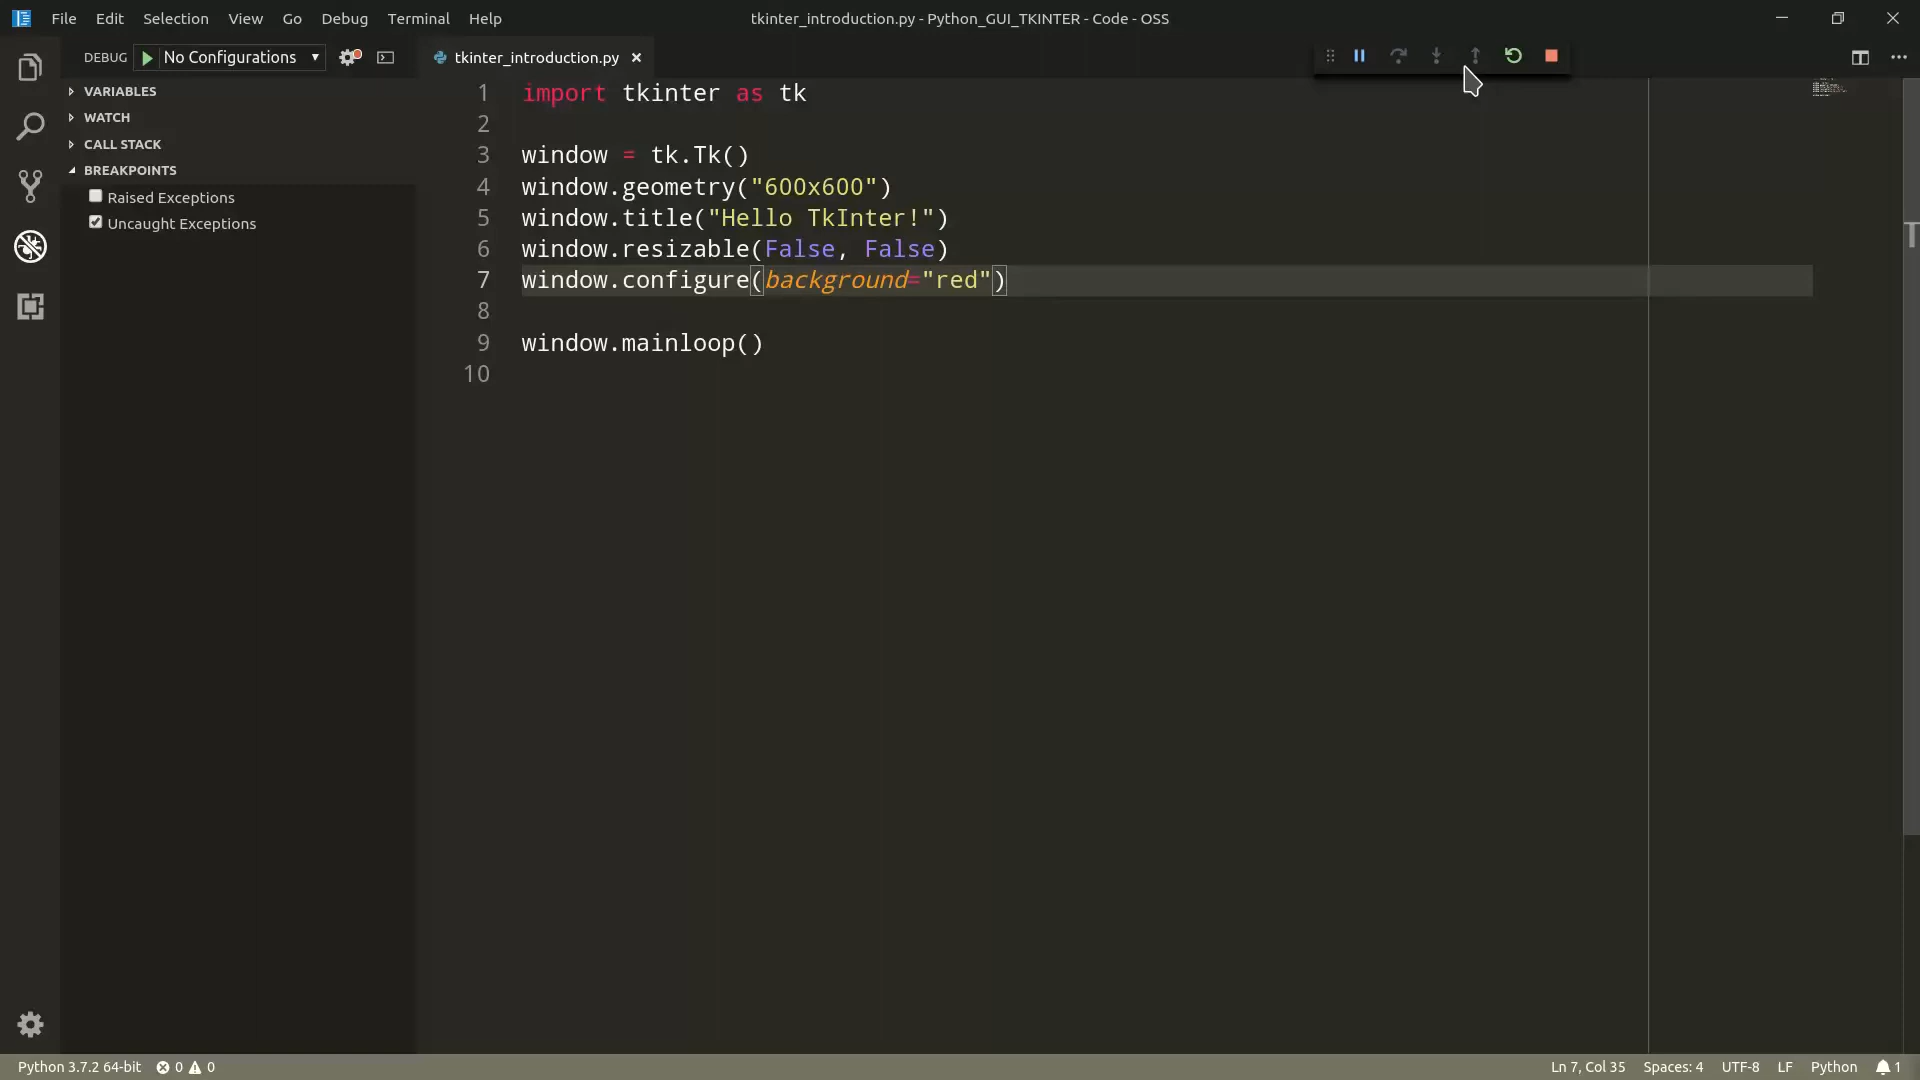 File Edit Selection View Go Debug Terminal Help
tkinter_introduction.py - Python_GUI_TKINTER - Code - OSS
DEBUG No Configurations
tkinter_introduction.py
VARIABLES
WATCH
CALL STACK
BREAKPOINTS
Raised Exceptions
Uncaught Exceptions
1 import tkinter as tk
2
3 window = tk.Tk()
4 window.geometry("600x600")
5 window.title("Hello TkInter!")
6 window.resizable(False, False)
7 window.configure(background="red")
8
9 window.mainloop()
10
T
Python 3.7.2 64-bit 0 0
Ln 7, Col 35 Spaces: 4 UTF-8 LF Python 1